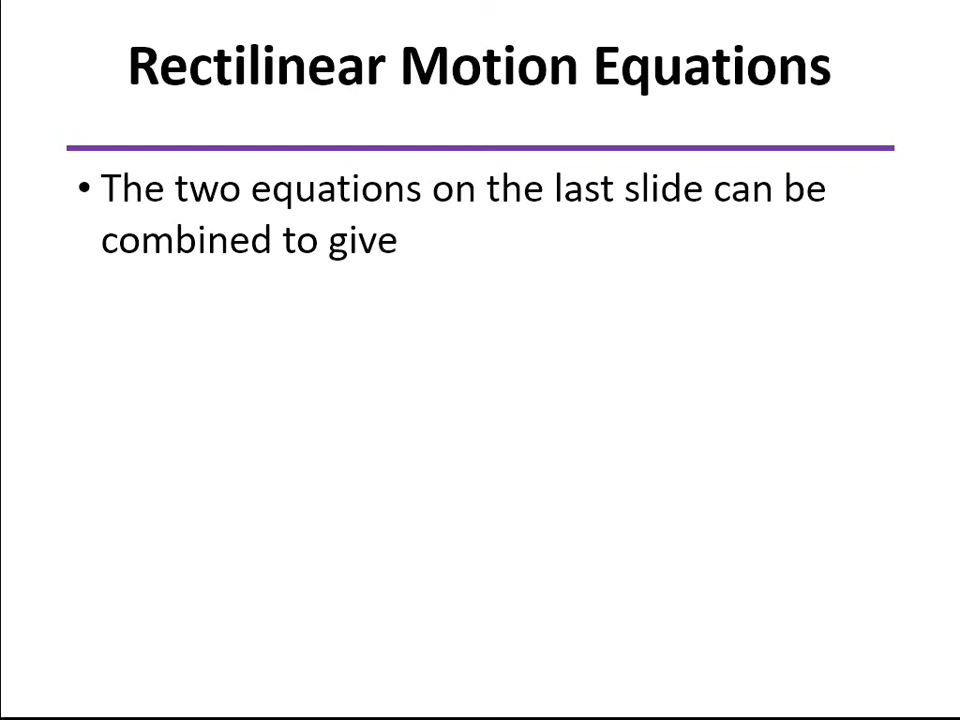 Rectilinear Motion Equations
• The two equations on the last slide can be
combined to give